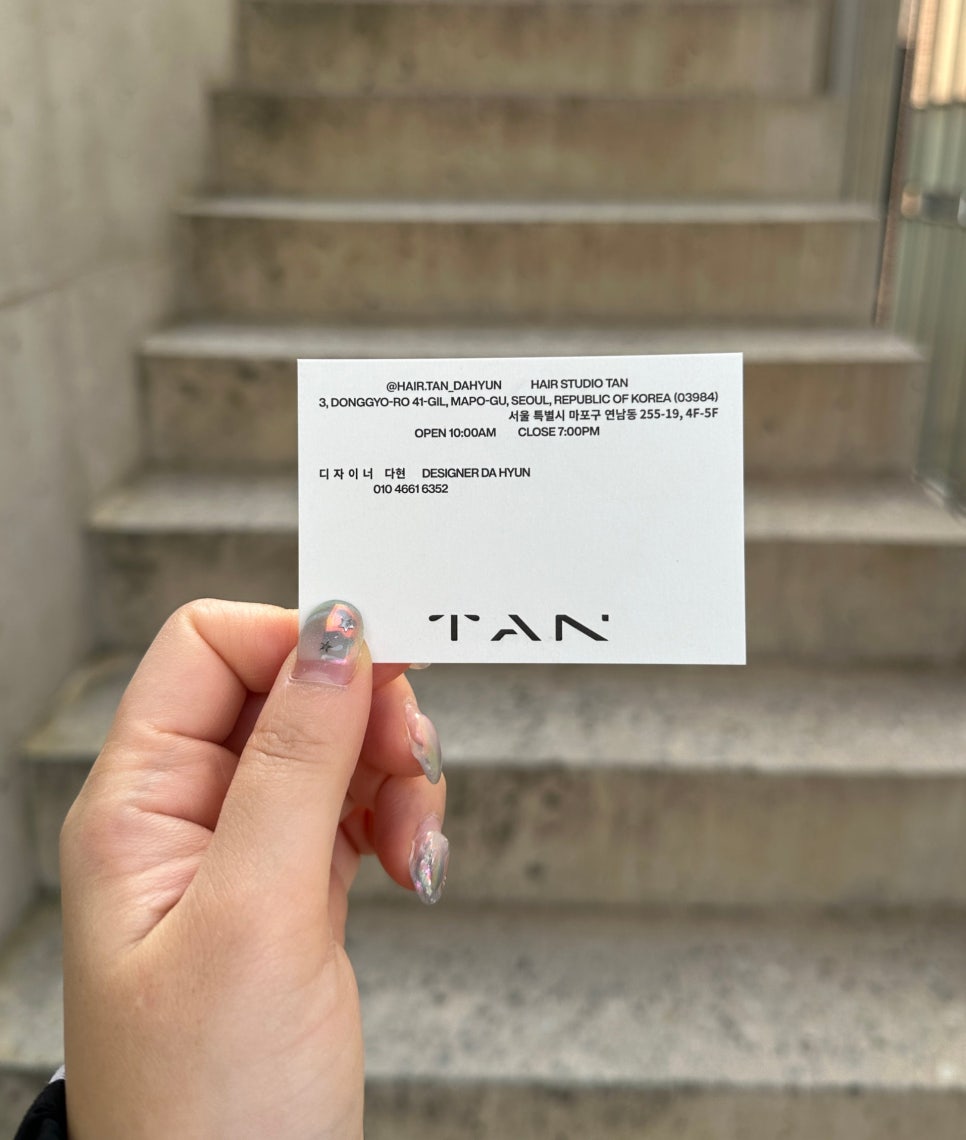 @HAIR.TAN_DAHYUN HAIR STUDIO TAN
3, DONGGYO-RO 41-GIL, MAPO-GU, SEOUL, REPUBLIC OF KOREA (03984)
서울 특별시 마포구 연남동 255-19, 4F-5F
OPEN 10:00AM CLOSE 7:00PM
디 자 이 너 다현 DESIGNER DA HYUN
010 4661 6352
TAN